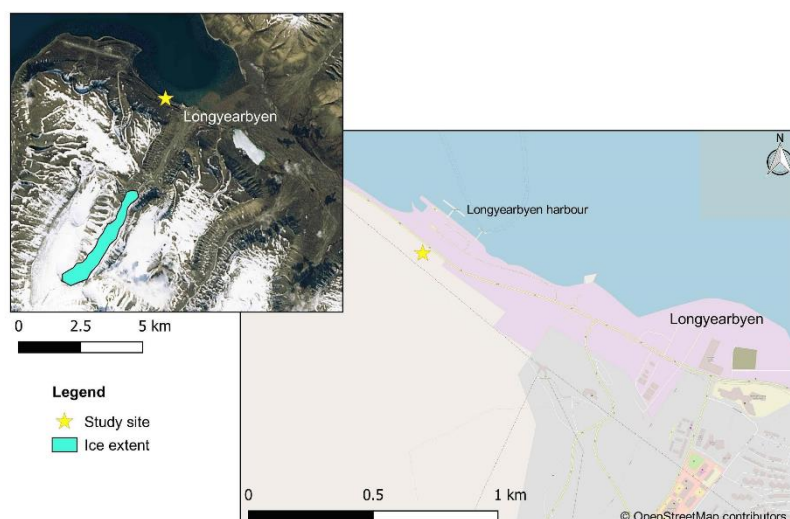 Longyearbyen
0 2.5 5 km
Legend
Study site
Ice extent
N
Longyearbyen harbour
Longyearbyen
0 0.5 1 km
© OpenStreetMap contributors